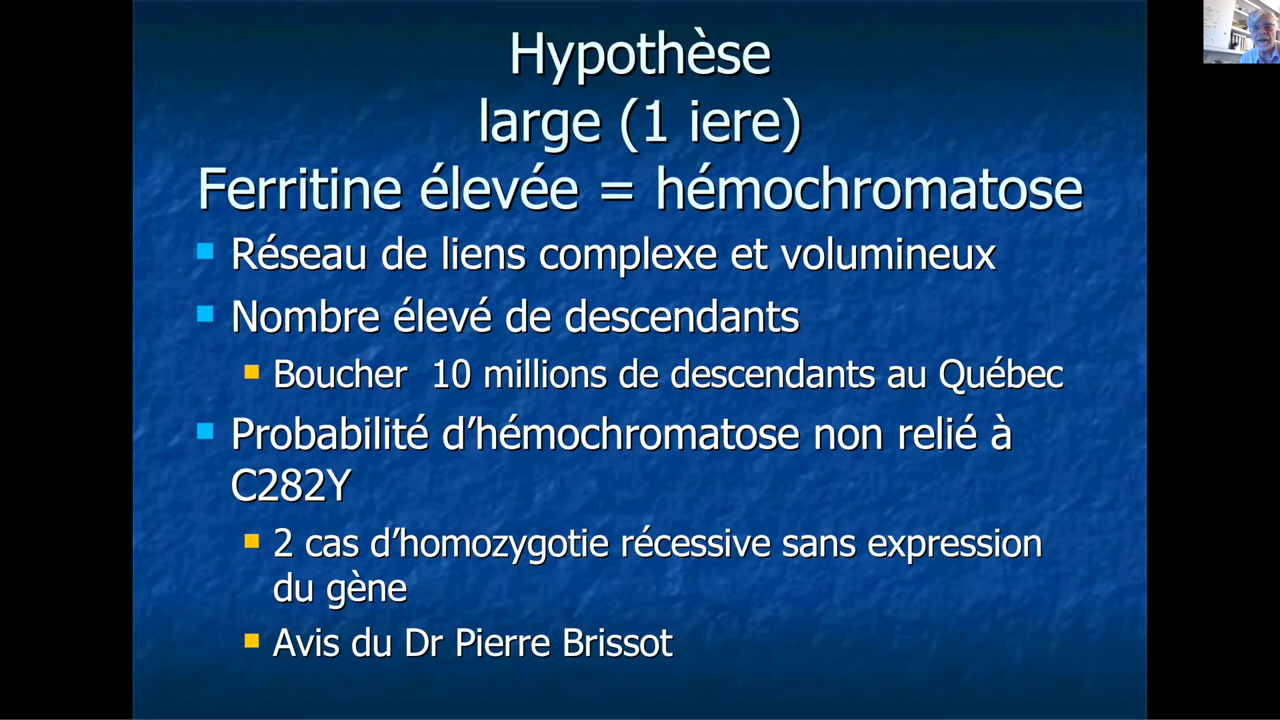 Hypothèse
large (1 iere)
Ferritine élevée = hémochromatose
Réseau de liens complexe et volumineux
Nombre élevé de descendants
Boucher 10 millions de descendants au Québec
Probabilité d’hémochromatose non relié à
C282Y
2 cas d’homozygotie récessive sans expression
du gène
Avis du Dr Pierre Brissot